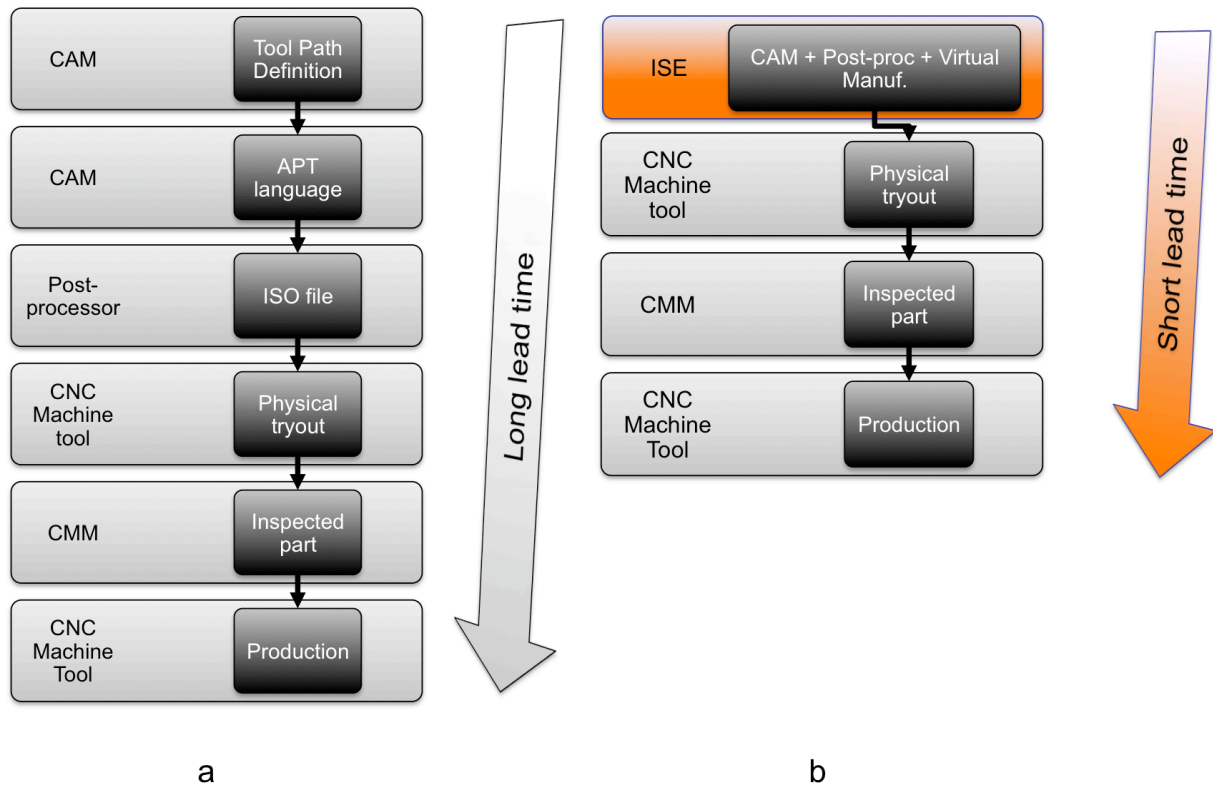 CAM
Tool Path
Definition
CAM
APT
language
Post-
processor
ISO file
CNC
Machine
tool
Physical
tryout
CMM
Inspected
part
CNC
Machine
Tool
Production
Long lead time
a
ISE
CAM + Post-proc + Virtual
Manuf.
CNC
Machine
tool
Physical
tryout
CMM
Inspected
part
CNC
Machine
Tool
Production
Short lead time
b